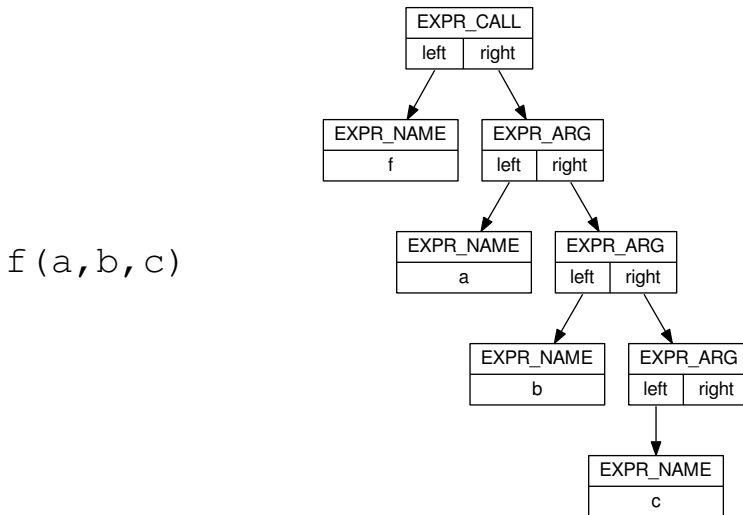 EXPR_CALL
left right
EXPR_NAME
f
EXPR_ARG
left right
f(a,b,c)
EXPR_NAME
a
EXPR_ARG
left right
EXPR_NAME
b
EXPR_ARG
left right
EXPR_NAME
c